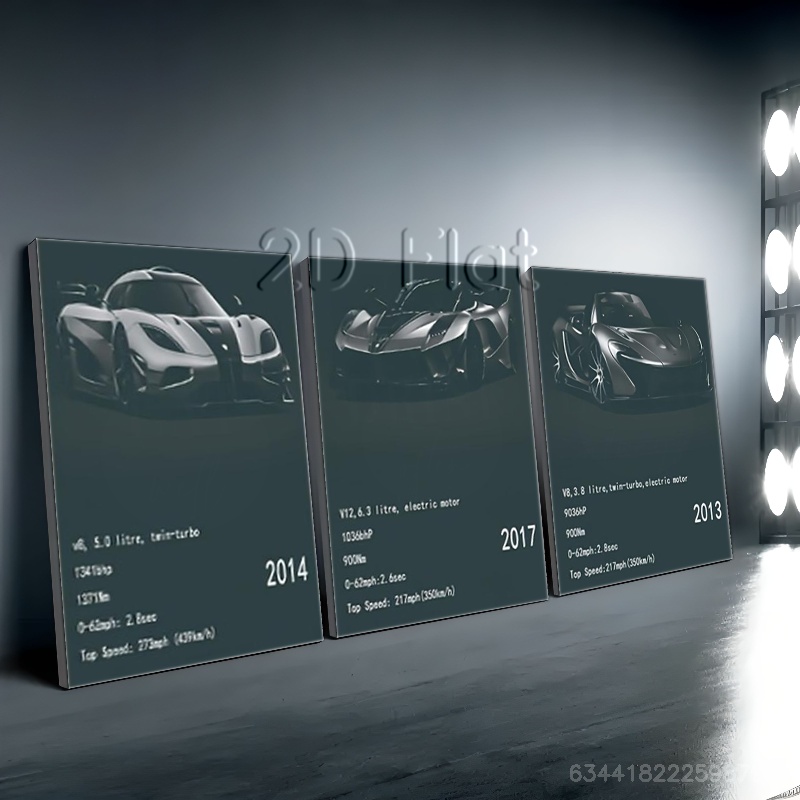 2D Flat
V8, 5.0 litre, twin-turbo
1341bhp
1371Nm
0-62mph: 2.8sec
Top Speed: 273mph (439km/h)
2014
V12,6.3 litre, electric motor
1036bhP
900Nm
0-62mph:2.6sec
Top Speed: 217mph(350km/h)
2017
V8,3.8 litre,twin-turbo,electric motor
9036hP
900Nm
0-62mph:2.8sec
Top Speed:217mph(350km/h)
2013